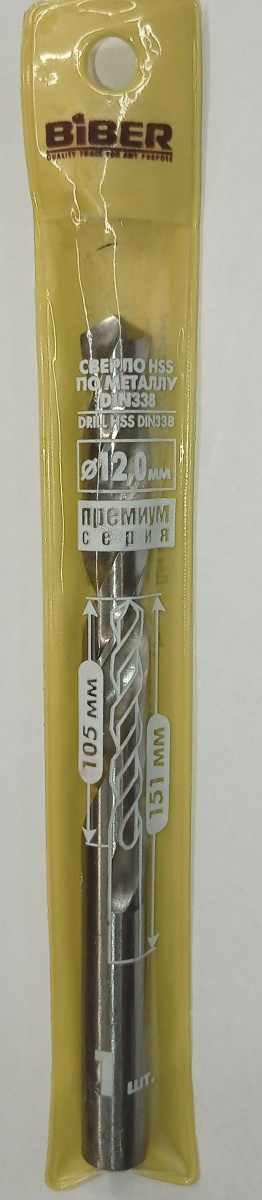 BiBER
QUALITY TOOLS FOR ANY PURPOSE
СВЕРЛО HSS
ПО МЕТАЛЛУ
DIN338
DRILL HSS DIN338
ø12,0мм
премиум
серия
105 мм
151 мм
1
шт.